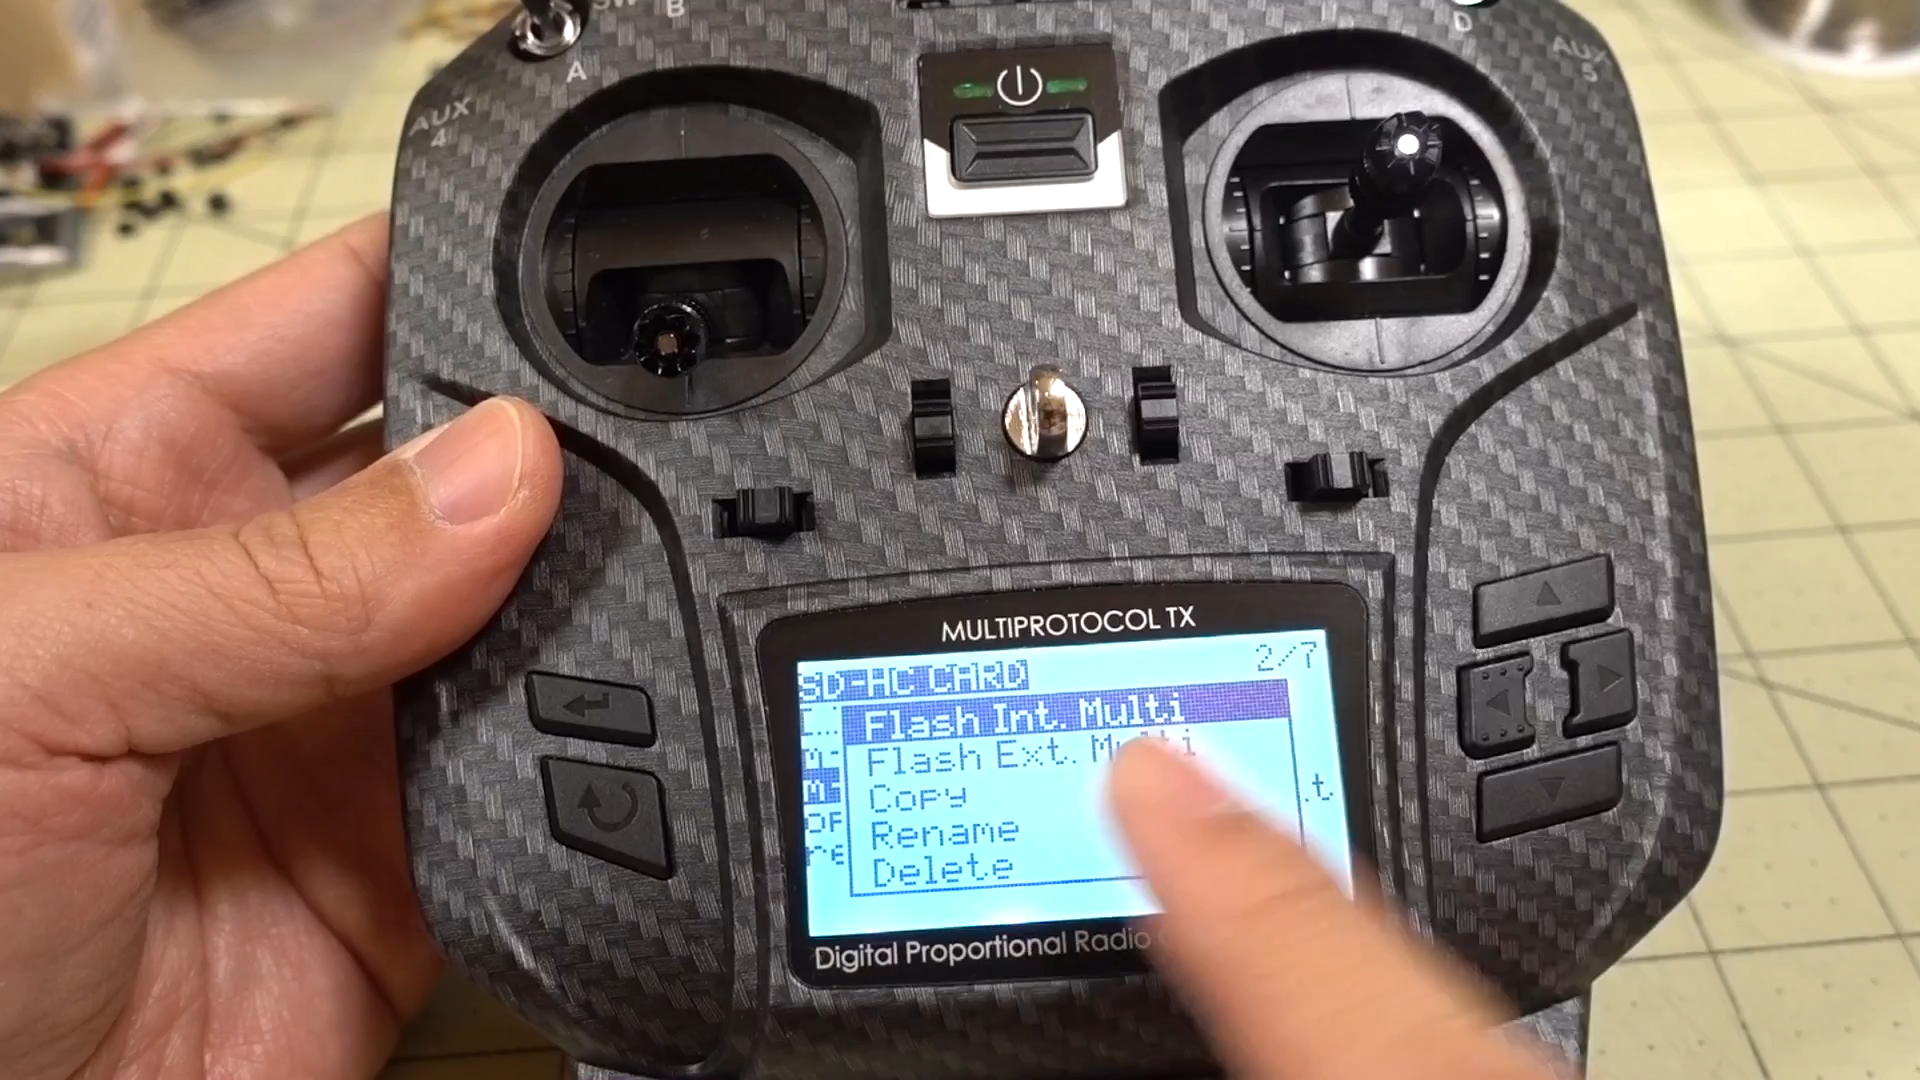 B
A
D
AUX
5
AUX
4
MULTIPROTOCOL TX
2/7
SD-HC CARD
Flash Int. Multi
Flash Ext. Multi
Copy
Rename
Delete
.t
Digital Proportional Radio